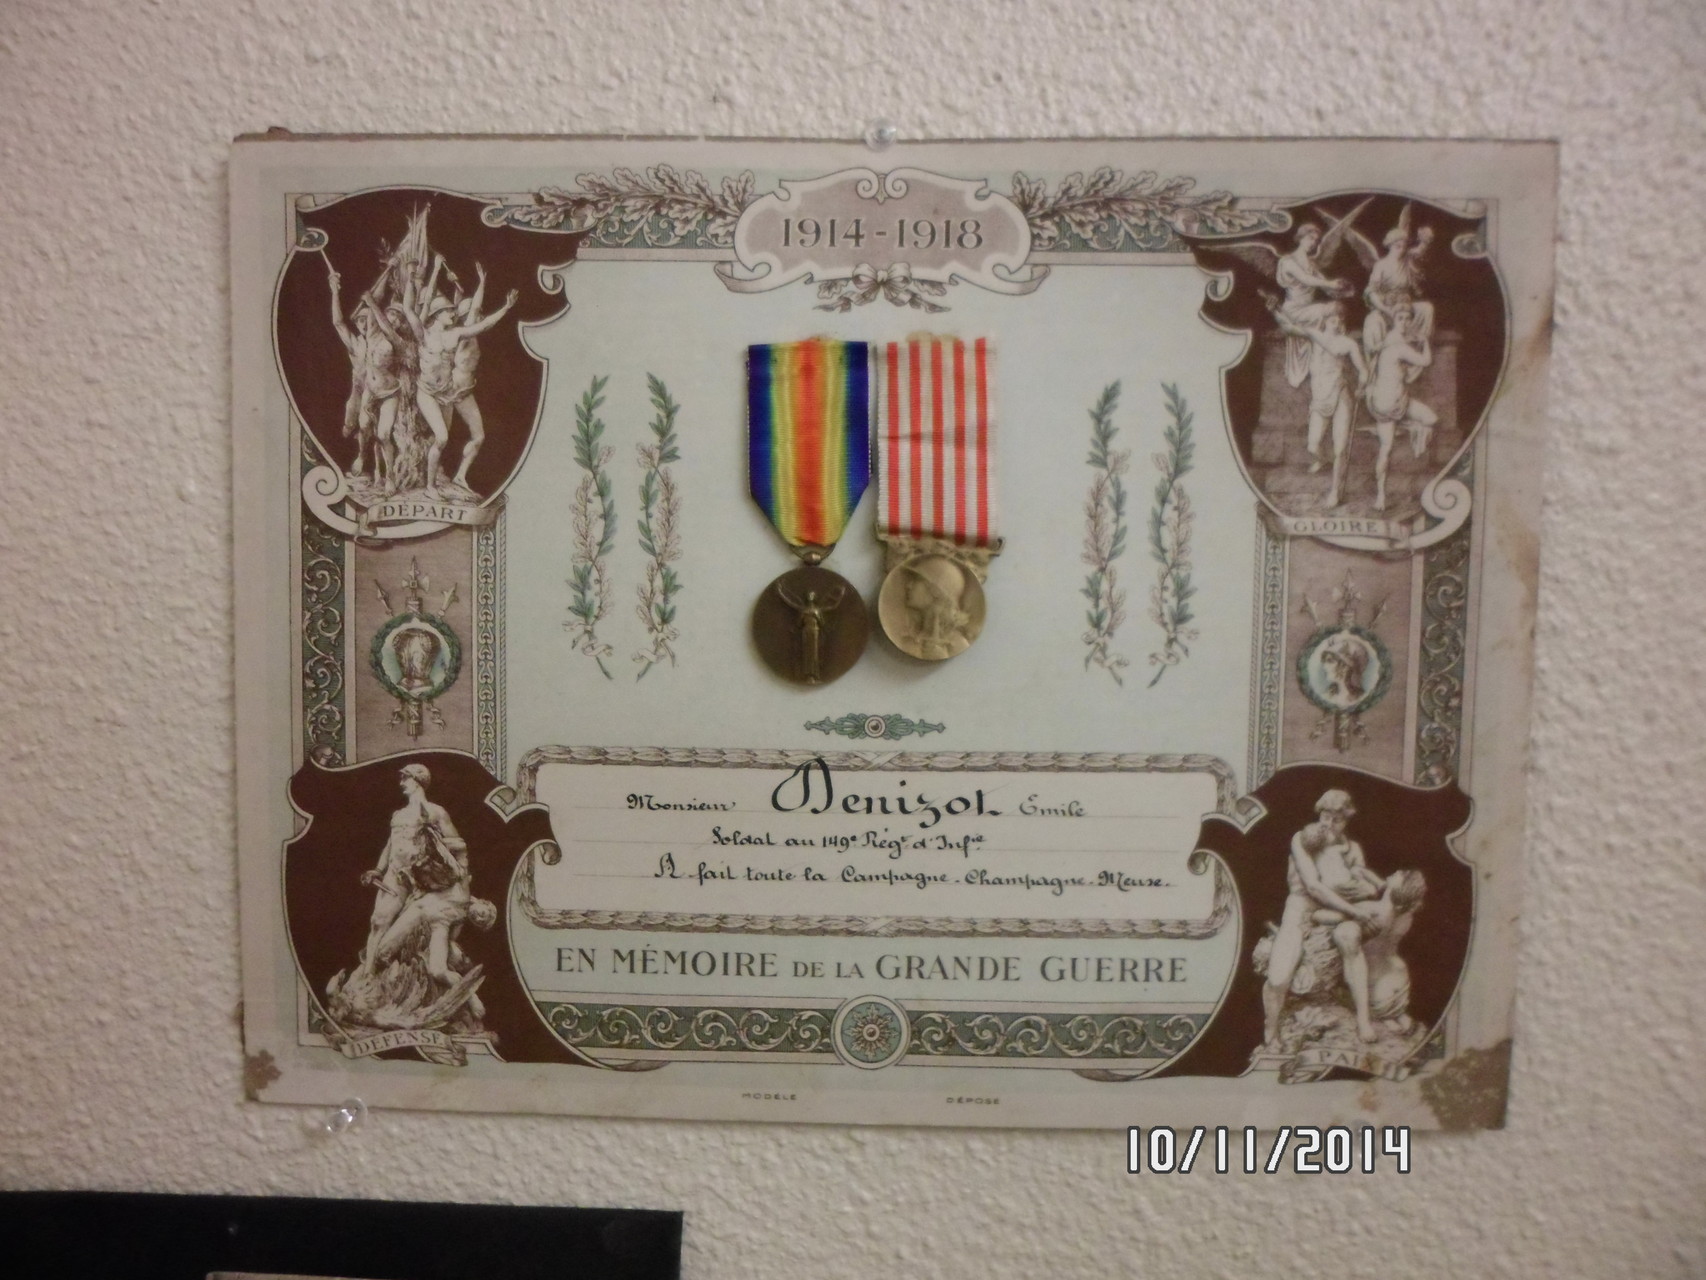 1914-1918
DÉPART
GLOIRE
Monsieur Denizot Émile
Soldat au 149e Régt d'Infie
A fait toute la Campagne - Champagne - Meuse.
EN MÉMOIRE DE LA GRANDE GUERRE
DÉFENSE
PAIX
MODÈLE DÉPOSÉ
10/11/2014